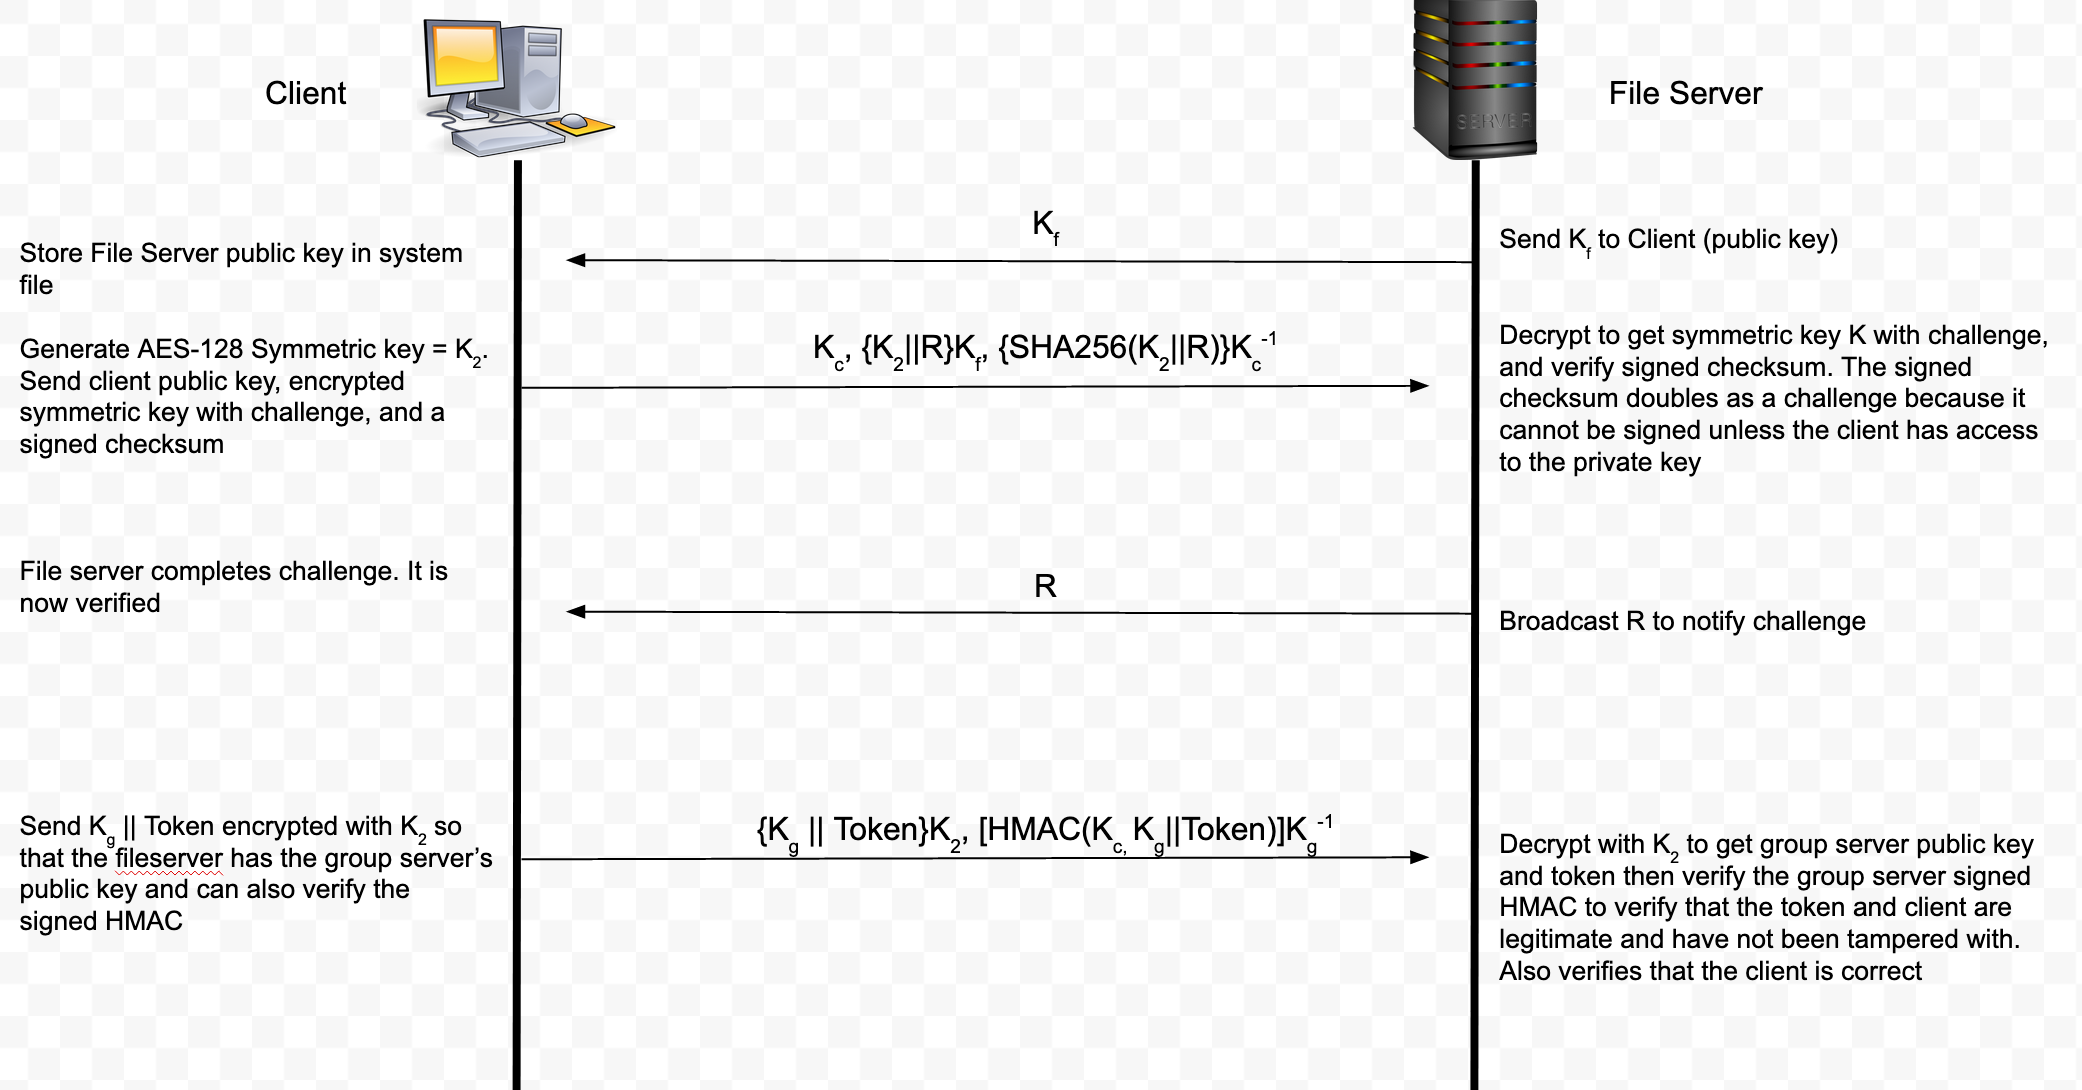 Client
SERVER
File Server
K_f
Send K_f to Client (public key)
Store File Server public key in system
file
K_c, {K_2||R}K_f, {SHA256(K_2||R)}K_c^-1
Generate AES-128 Symmetric key = K_2.
Send client public key, encrypted
symmetric key with challenge, and a
signed checksum
Decrypt to get symmetric key K with challenge,
and verify signed checksum. The signed
checksum doubles as a challenge because it
cannot be signed unless the client has access
to the private key
File server completes challenge. It is
now verified
R
Broadcast R to notify challenge
Send K_g || Token encrypted with K_2 so
that the fileserver has the group server’s
public key and can also verify the
signed HMAC
{K_g || Token}K_2, [HMAC(K_c, K_g||Token)]K_g^-1
Decrypt with K_2 to get group server public key
and token then verify the group server signed
HMAC to verify that the token and client are
legitimate and have not been tampered with.
Also verifies that the client is correct